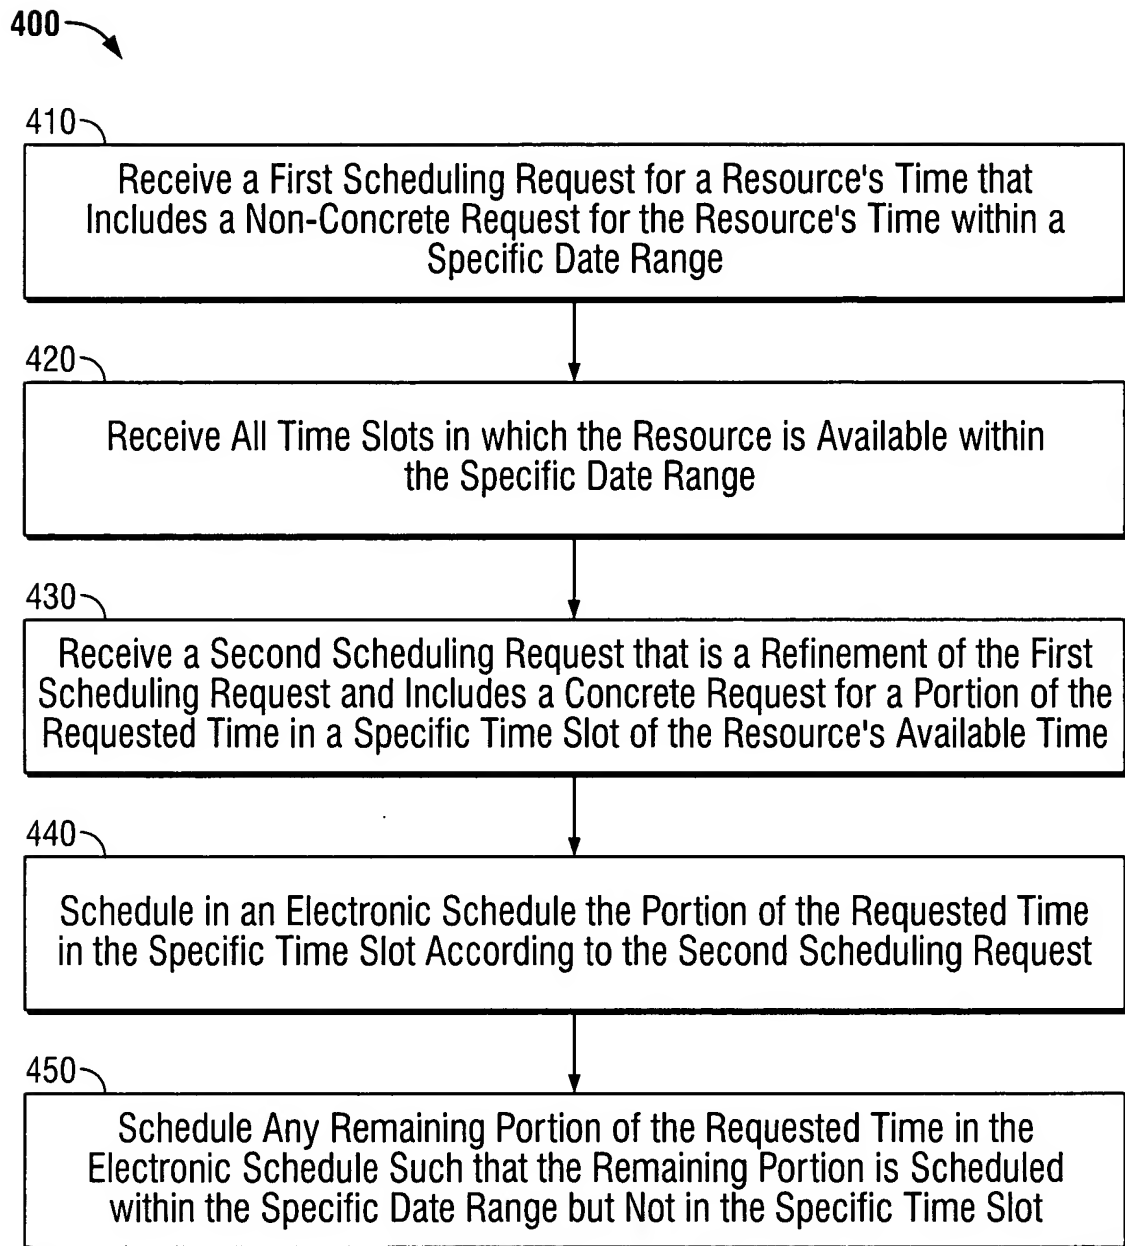 400
410
Receive a First Scheduling Request for a Resource's Time that
Includes a Non-Concrete Request for the Resource's Time within a
Specific Date Range
420
Receive All Time Slots in which the Resource is Available within
the Specific Date Range
430
Receive a Second Scheduling Request that is a Refinement of the First
Scheduling Request and Includes a Concrete Request for a Portion of the
Requested Time in a Specific Time Slot of the Resource's Available Time
440
Schedule in an Electronic Schedule the Portion of the Requested Time
in the Specific Time Slot According to the Second Scheduling Request
450
Schedule Any Remaining Portion of the Requested Time in the
Electronic Schedule Such that the Remaining Portion is Scheduled
within the Specific Date Range but Not in the Specific Time Slot